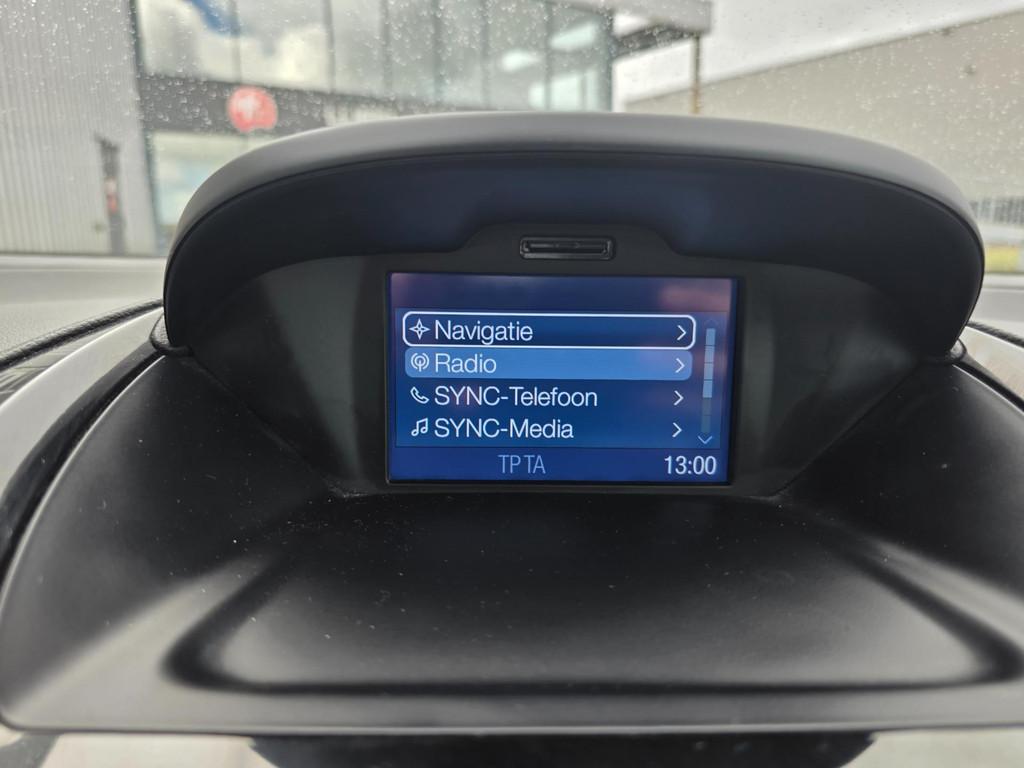 Navigatie
Radio
SYNC-Telefoon
SYNC-Media
TP TA 13:00